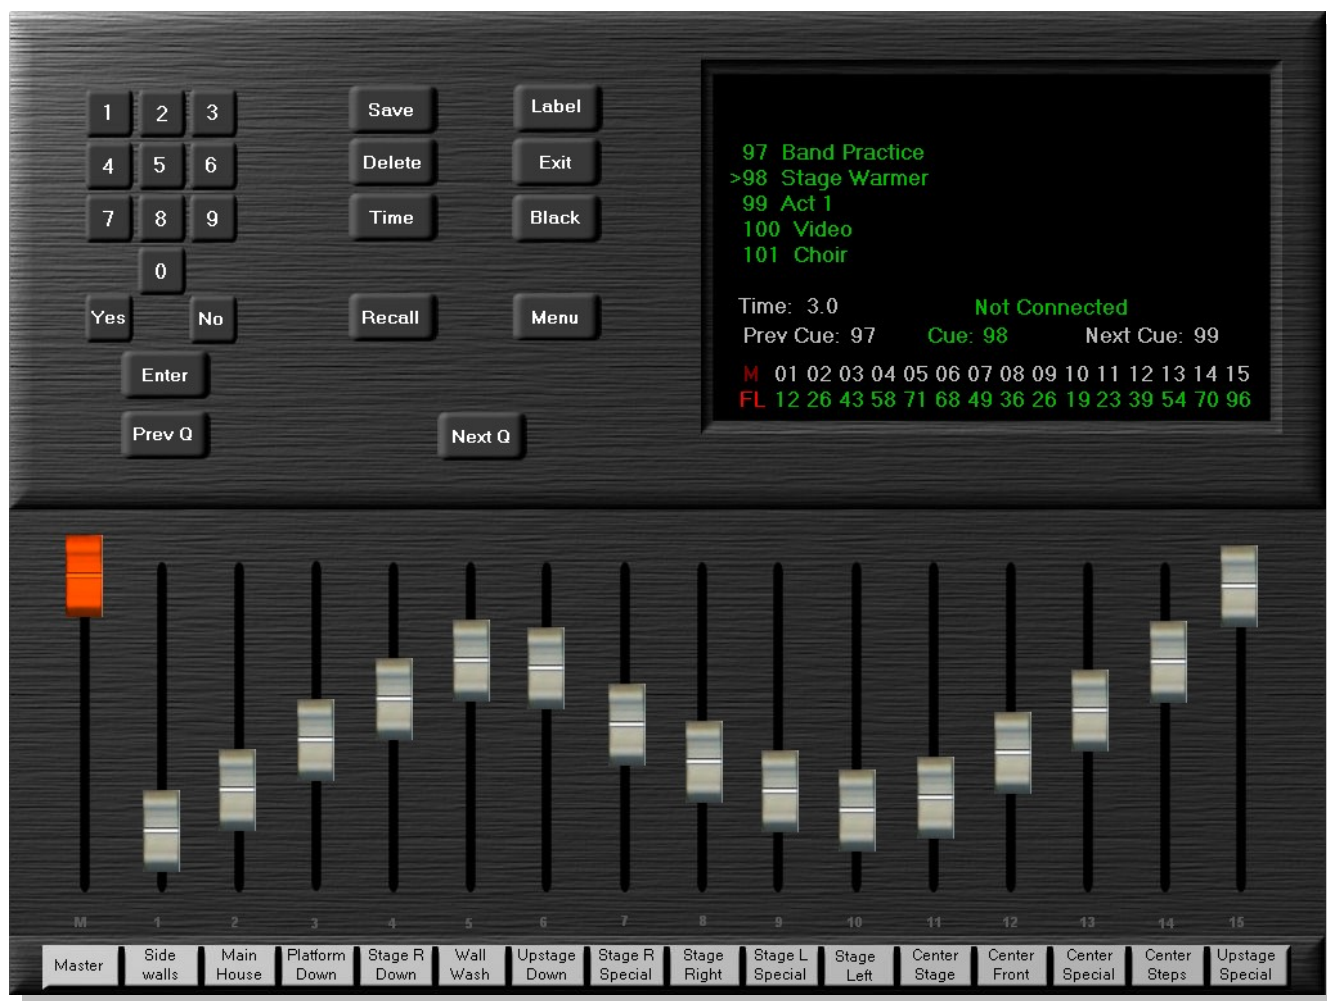 1 2 3
4 5 6
7 8 9
0
Yes No
Enter
Prev Q
Save
Delete
Time
Recall
Label
Exit
Black
Menu
Next Q
97 Band Practice
>98 Stage Warmer
99 Act 1
100 Video
101 Choir
Time: 3.0 Not Connected
Prev Cue: 97 Cue: 98 Next Cue: 99
M 01 02 03 04 05 06 07 08 09 10 11 12 13 14 15
FL 12 26 43 58 71 68 49 36 26 19 23 39 54 70 96
M 1 2 3 4 5 6 7 8 9 10 11 12 13 14 15
Master
Side
walls
Main
House
Platform
Down
Stage R
Down
Wall
Wash
Upstage
Down
Stage R
Special
Stage
Right
Stage L
Special
Stage
Left
Center
Stage
Center
Front
Center
Special
Center
Steps
Upstage
Special